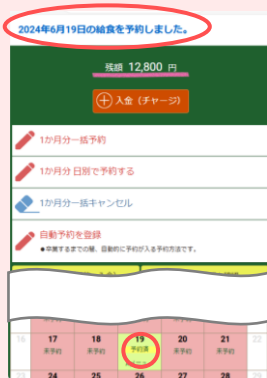 2024年6月19日の給食を予約しました。
残額 12,800 円
入金（チャージ）
1か月分一括予約
1か月分 日別で予約する
1か月分一括キャンセル
自動予約を登録
●卒業するまでの間、自動的に予約が入る予約方法です。
16 17 18 19 20 21 22
未予約 未予約 予約済 未予約 未予約
23 24 25 26 27 28 29